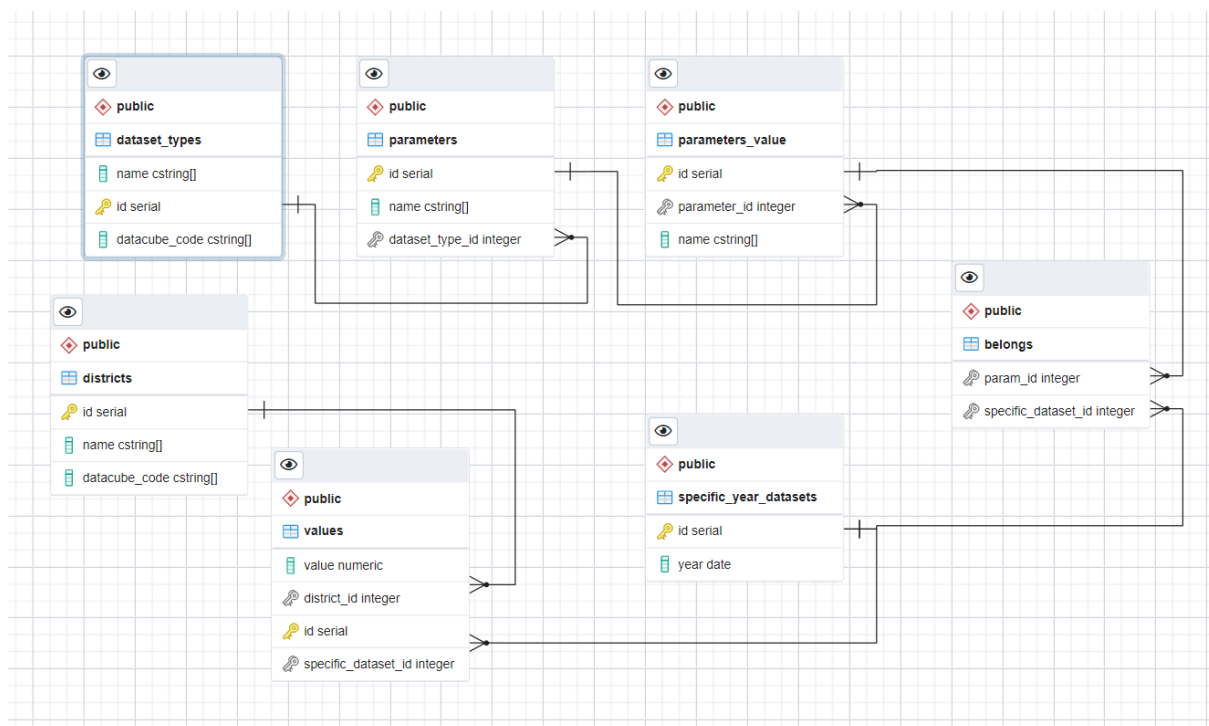 public
dataset_types
name cstring[]
id serial
datacube_code cstring[]
public
parameters
id serial
name cstring[]
dataset_type_id integer
public
parameters_value
id serial
parameter_id integer
name cstring[]
public
belongs
param_id integer
specific_dataset_id integer
public
districts
id serial
name cstring[]
datacube_code cstring[]
public
values
value numeric
district_id integer
id serial
specific_dataset_id integer
public
specific_year_datasets
id serial
year date